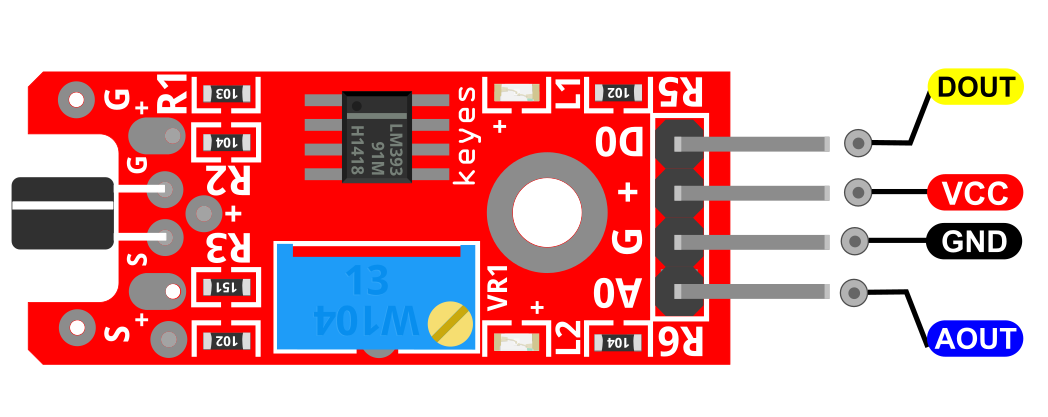 G
+
R1
103
104
G
R2
+
S
R3
151
S
+
102
LM393
91M
H1418
keyes
+
L1
102
R5
D0
+
G
A0
13
W104
VR1
+
L2
104
R6
DOUT
VCC
GND
AOUT